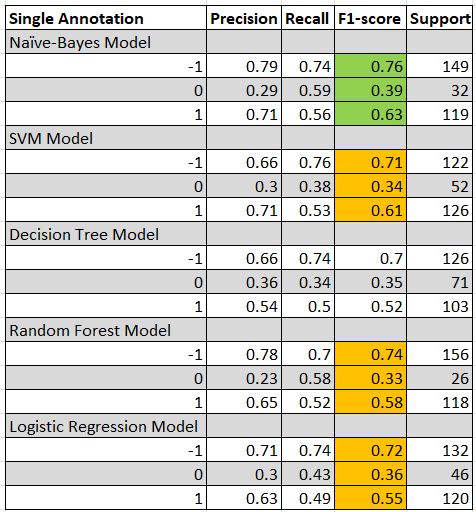 Single Annotation Precision Recall F1-score Support
Naïve-Bayes Model
-1 0.79 0.74 0.76 149
0 0.29 0.59 0.39 32
1 0.71 0.56 0.63 119
SVM Model
-1 0.66 0.76 0.71 122
0 0.3 0.38 0.34 52
1 0.71 0.53 0.61 126
Decision Tree Model
-1 0.66 0.74 0.7 126
0 0.36 0.34 0.35 71
1 0.54 0.5 0.52 103
Random Forest Model
-1 0.78 0.7 0.74 156
0 0.23 0.58 0.33 26
1 0.65 0.52 0.58 118
Logistic Regression Model
-1 0.71 0.74 0.72 132
0 0.3 0.43 0.36 46
1 0.63 0.49 0.55 120